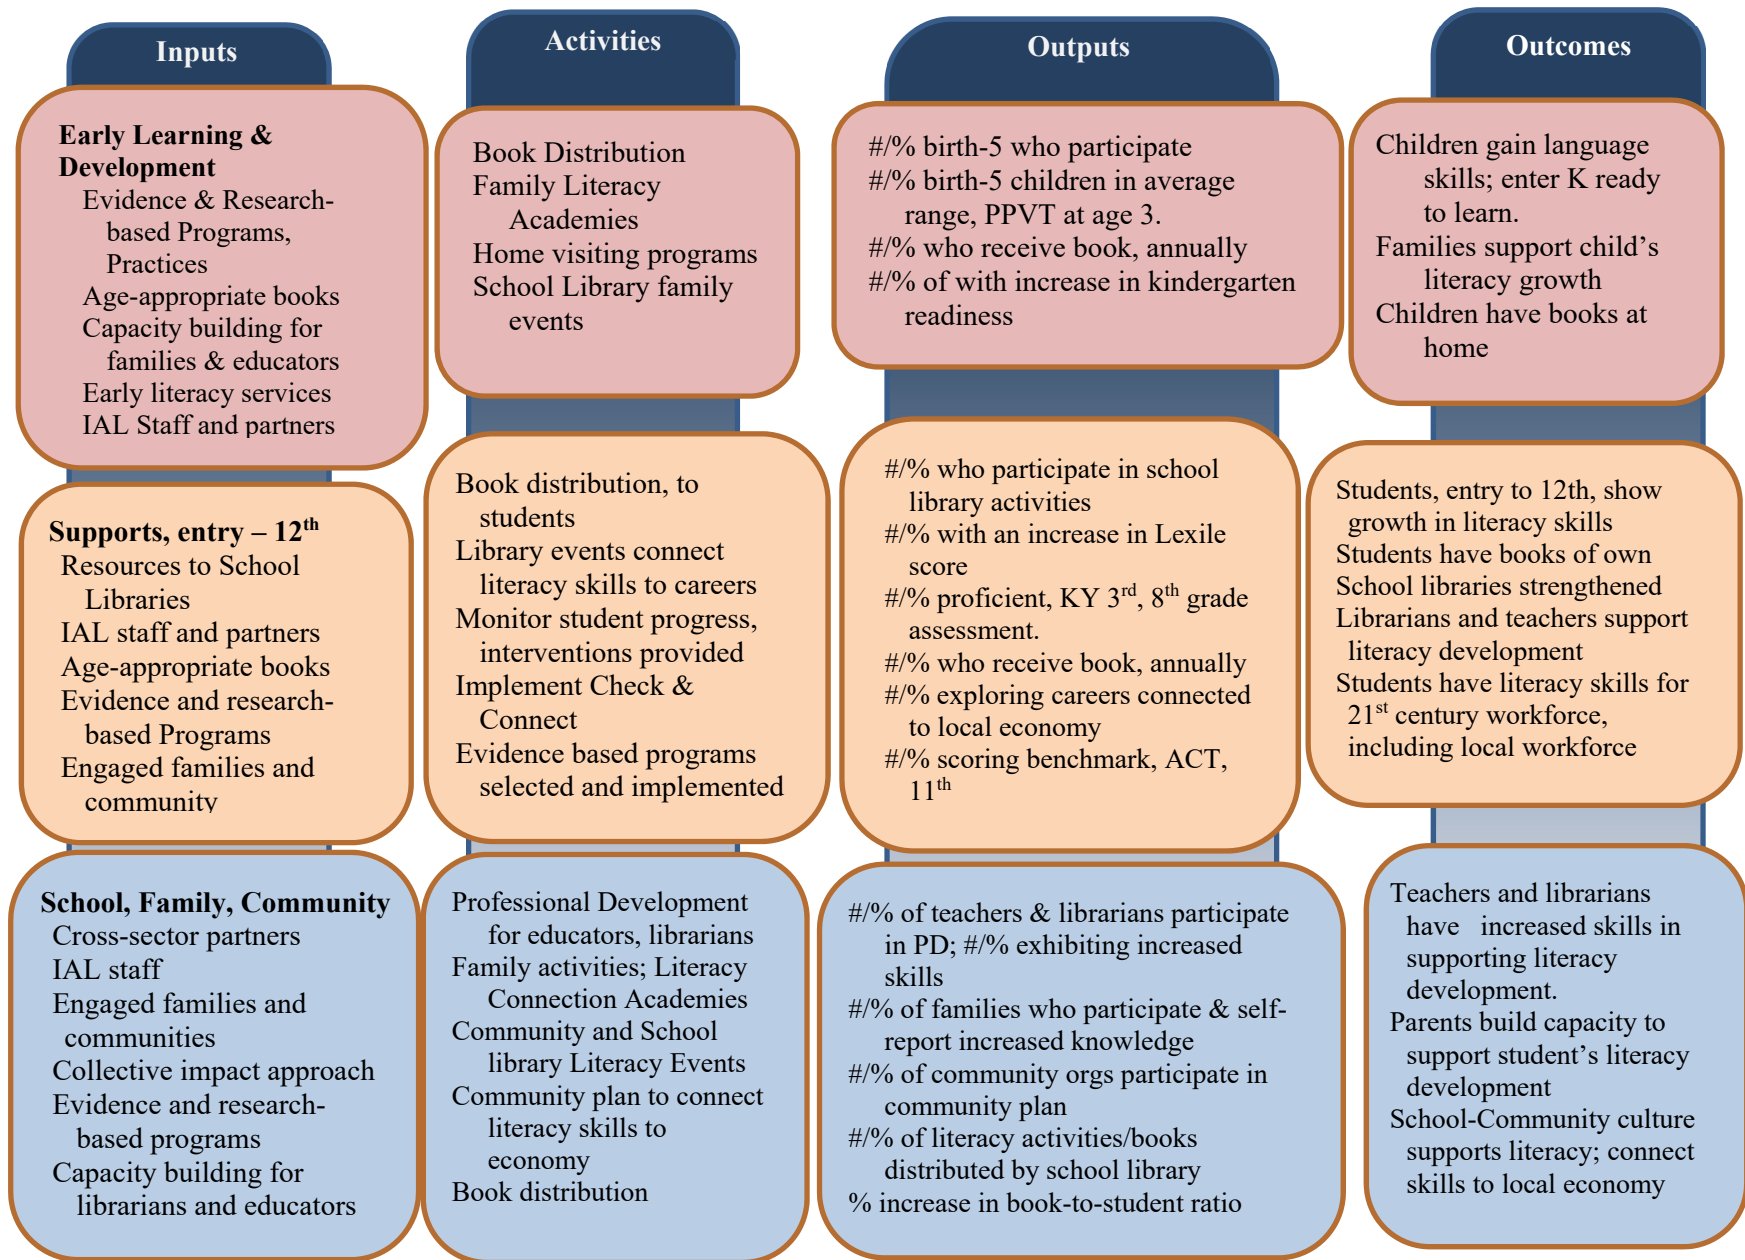 Inputs
Early Learning &
Development
Evidence & Research-
based Programs,
Practices
Age-appropriate books
Capacity building for
families & educators
Early literacy services
IAL Staff and partners
Supports, entry – 12th
Resources to School
Libraries
IAL staff and partners
Age-appropriate books
Evidence and research-
based Programs
Engaged families and
community
School, Family, Community
Cross-sector partners
IAL staff
Engaged families and
communities
Collective impact approach
Evidence and research-
based programs
Capacity building for
librarians and educators
Activities
Book Distribution
Family Literacy
Academies
Home visiting programs
School Library family
events
Book distribution, to
students
Library events connect
literacy skills to careers
Monitor student progress,
interventions provided
Implement Check &
Connect
Evidence based programs
selected and implemented
Professional Development
for educators, librarians
Family activities; Literacy
Connection Academies
Community and School
library Literacy Events
Community plan to connect
literacy skills to
economy
Book distribution
Outputs
#/% birth-5 who participate
#/% birth-5 children in average
range, PPVT at age 3.
#/% who receive book, annually
#/% of with increase in kindergarten
readiness
#/% who participate in school
library activities
#/% with an increase in Lexile
score
#/% proficient, KY 3rd, 8th grade
assessment.
#/% who receive book, annually
#/% exploring careers connected
to local economy
#/% scoring benchmark, ACT,
11th
#/% of teachers & librarians participate
in PD; #/% exhibiting increased
skills
#/% of families who participate & self-
report increased knowledge
#/% of community orgs participate in
community plan
#/% of literacy activities/books
distributed by school library
% increase in book-to-student ratio
Outcomes
Children gain language
skills; enter K ready
to learn.
Families support child’s
literacy growth
Children have books at
home
Students, entry to 12th, show
growth in literacy skills
Students have books of own
School libraries strengthened
Librarians and teachers support
literacy development
Students have literacy skills for
21st century workforce,
including local workforce
Teachers and librarians
have increased skills in
supporting literacy
development.
Parents build capacity to
support student’s literacy
development
School-Community culture
supports literacy; connect
skills to local economy